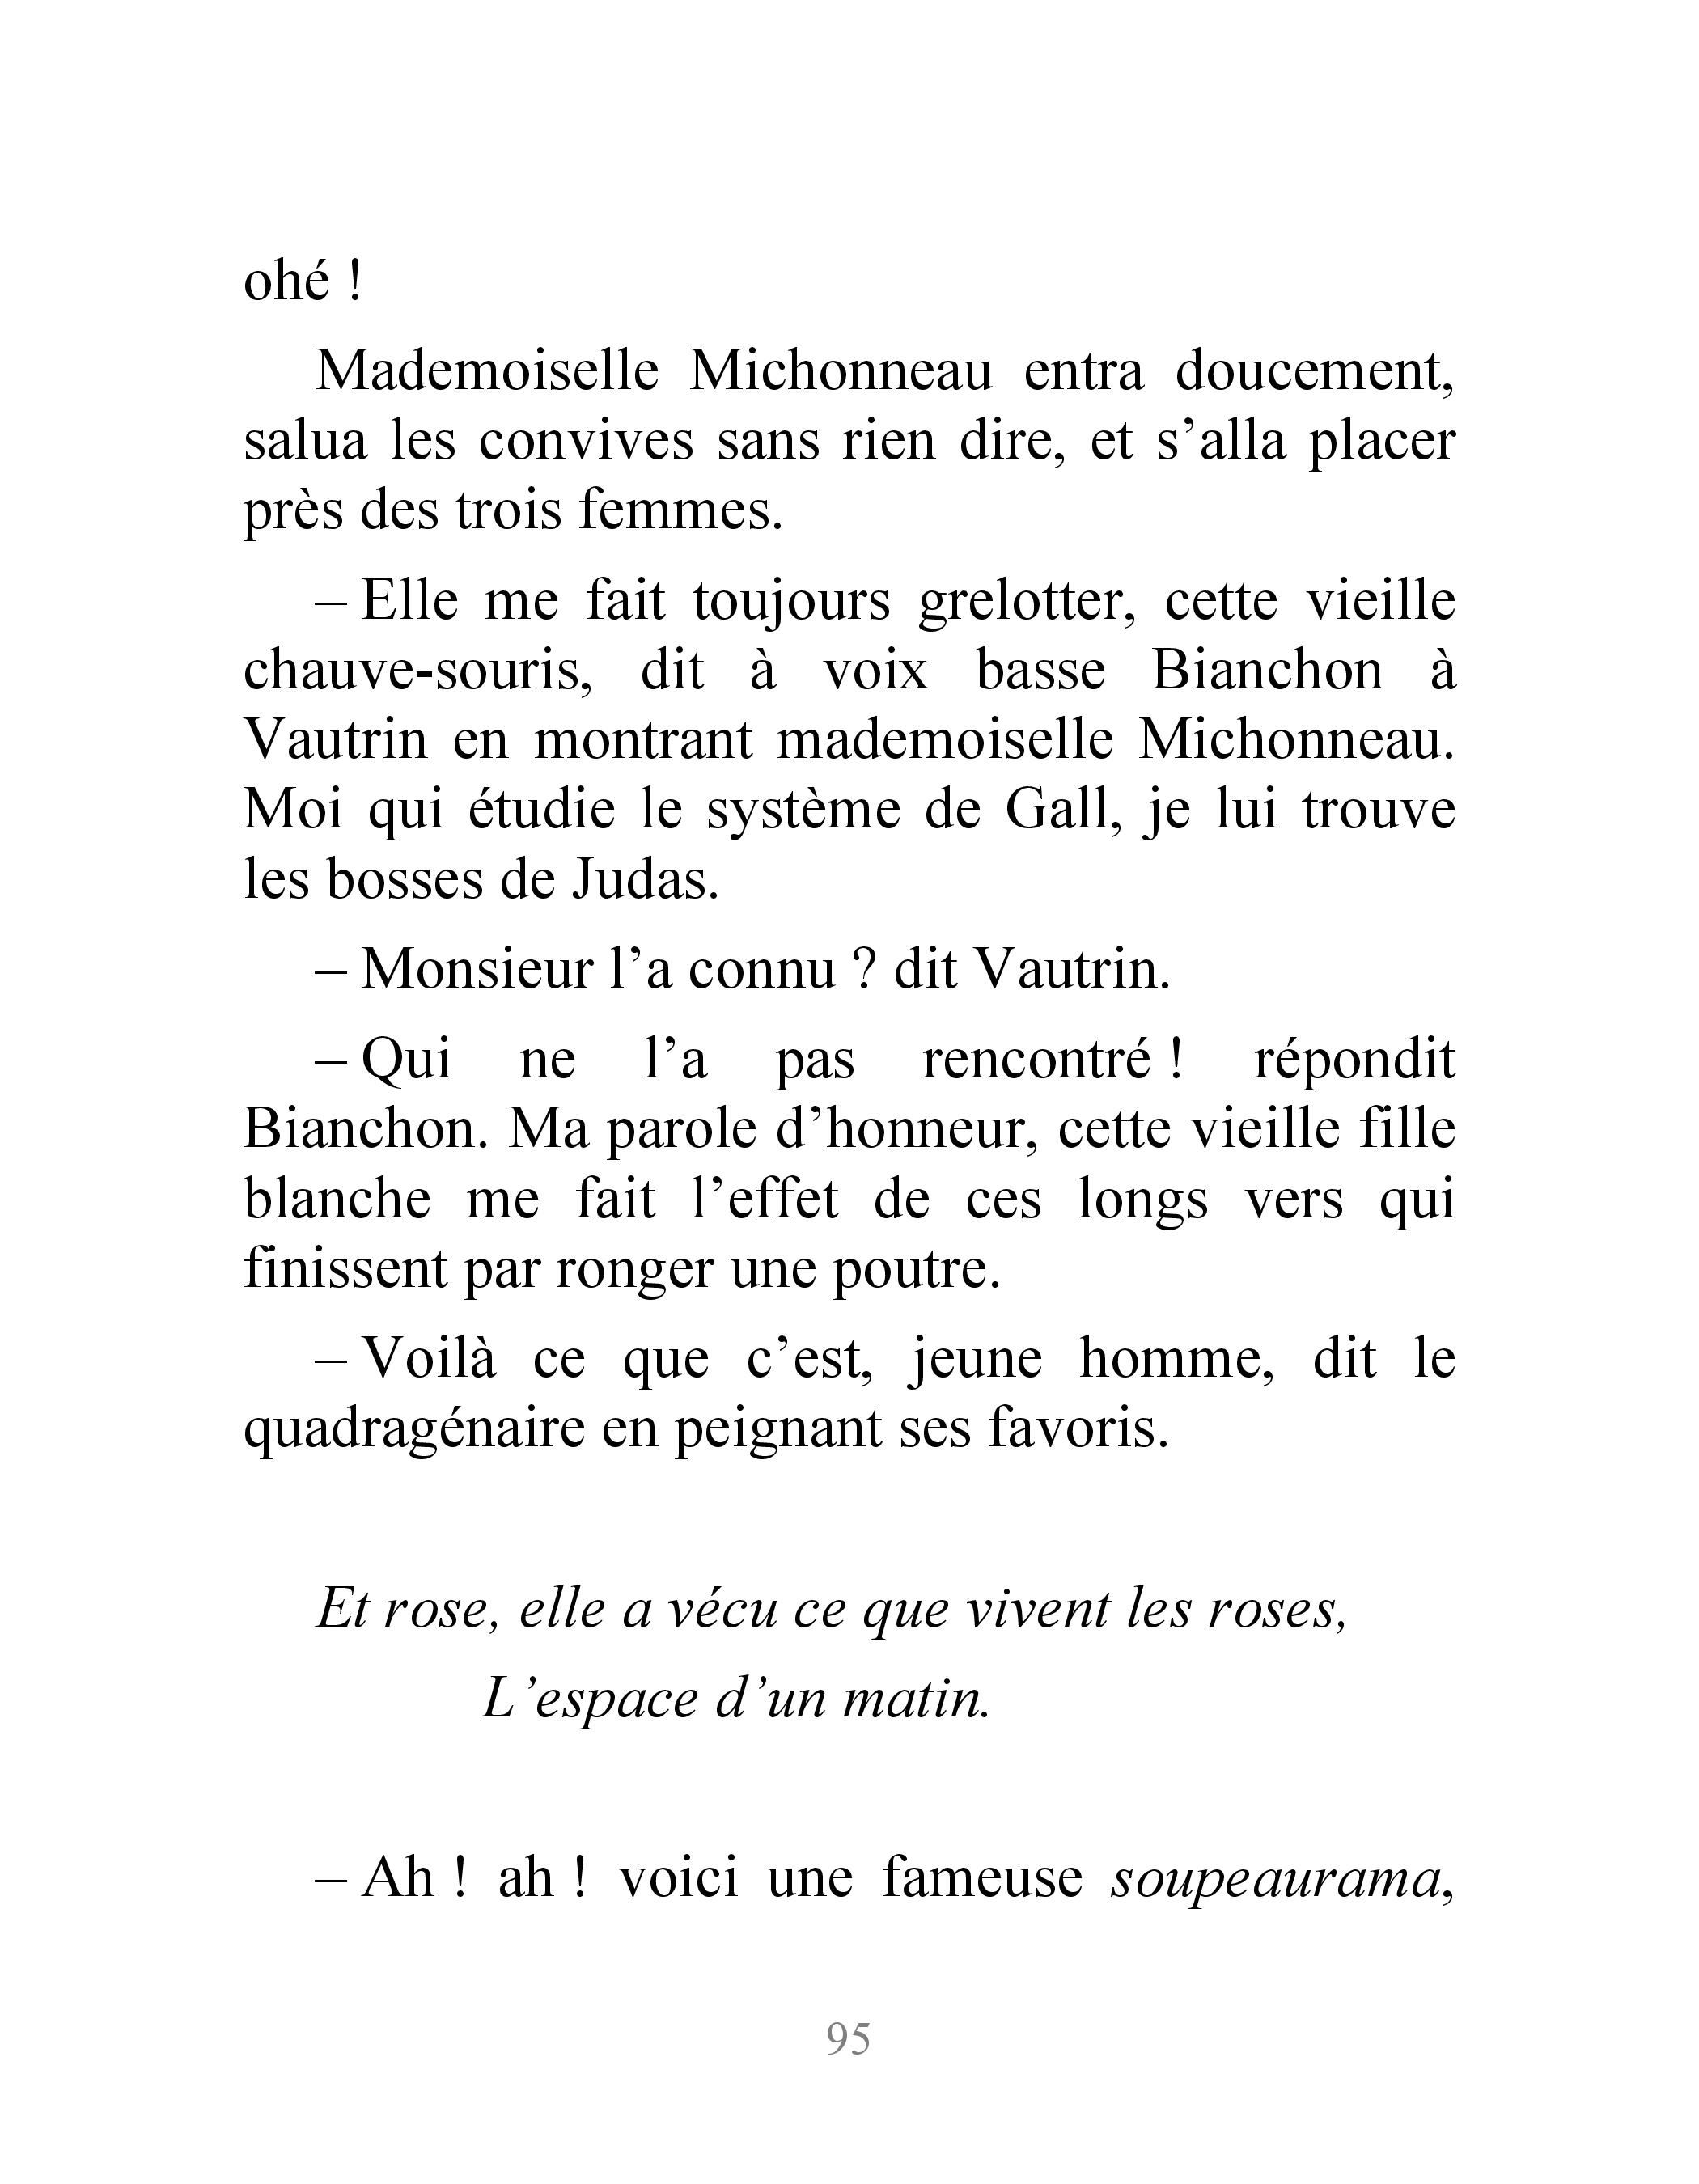 ohé !
Mademoiselle Michonneau entra doucement,
salua les convives sans rien dire, et s’alla placer
près des trois femmes.
– Elle me fait toujours grelotter, cette vieille
chauve-souris, dit à voix basse Bianchon à
Vautrin en montrant mademoiselle Michonneau.
Moi qui étudie le système de Gall, je lui trouve
les bosses de Judas.
– Monsieur l’a connu ? dit Vautrin.
– Qui ne l’a pas rencontré ! répondit
Bianchon. Ma parole d’honneur, cette vieille fille
blanche me fait l’effet de ces longs vers qui
finissent par ronger une poutre.
– Voilà ce que c’est, jeune homme, dit le
quadragénaire en peignant ses favoris.
Et rose, elle a vécu ce que vivent les roses,
L’espace d’un matin.
– Ah ! ah ! voici une fameuse soupeaurama,
95